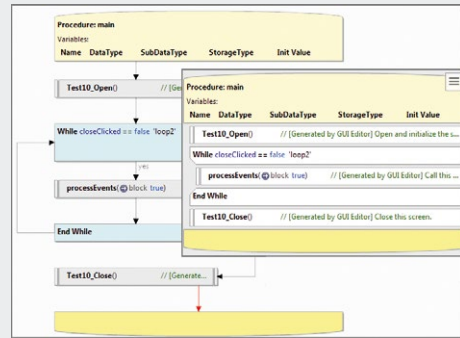 Procedure: main
Variables:
Name DataType SubDataType StorageType Init Value
Test10_Open() // [Ge
While closeClicked == false 'loop2'
yes
processEvents( block true)
End While
Test10_Close() // [Generate...
Procedure: main
Variables:
Name DataType SubDataType StorageType Init Value
Test10_Open() // [Generated by GUI Editor] Open and initialize the s...
While closeClicked == false 'loop2'
processEvents( block true) // [Generated by GUI Editor] Call this ...
End While
Test10_Close() // [Generated by GUI Editor] Close this screen.